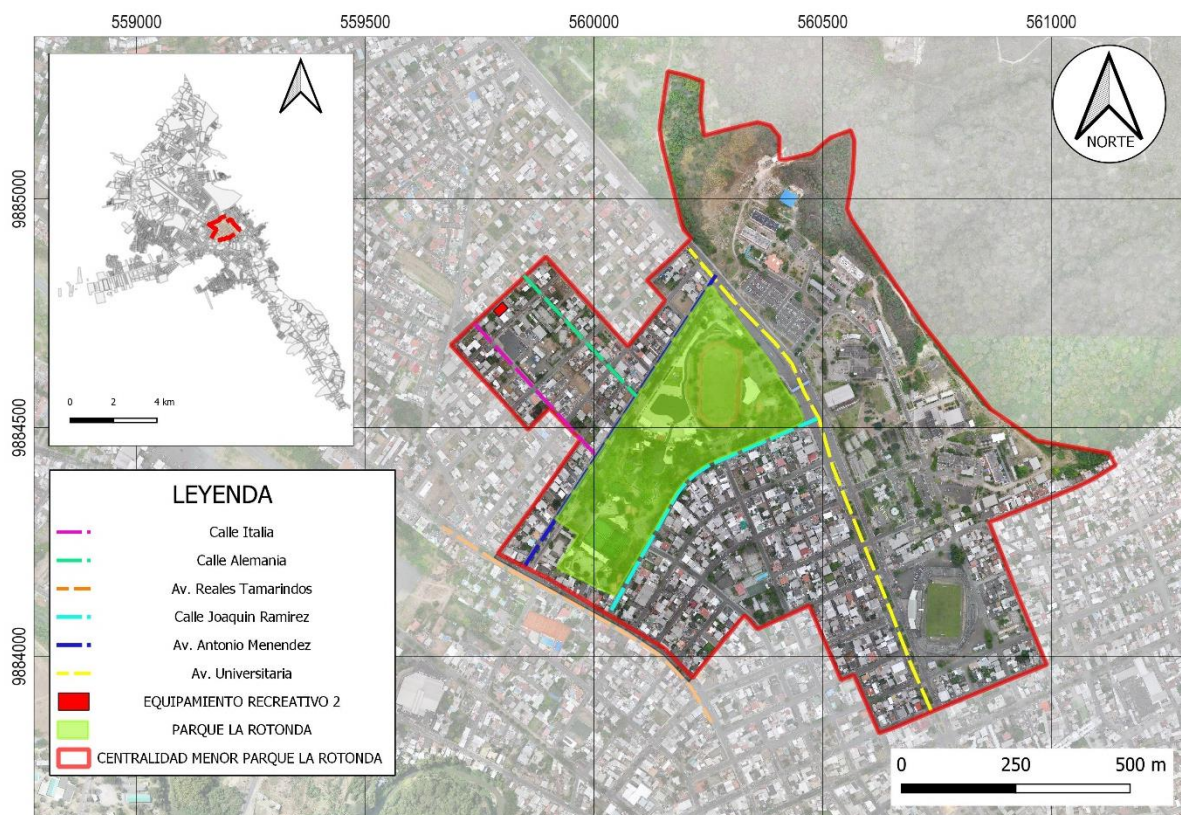 559000 559500 560000 560500 561000
9885000
9884500
9884000
0 2 4 km
NORTE
LEYENDA
Calle Italia
Calle Alemania
Av. Reales Tamarindos
Calle Joaquin Ramirez
Av. Antonio Menendez
Av. Universitaria
EQUIPAMIENTO RECREATIVO 2
PARQUE LA ROTONDA
CENTRALIDAD MENOR PARQUE LA ROTONDA
0 250 500 m